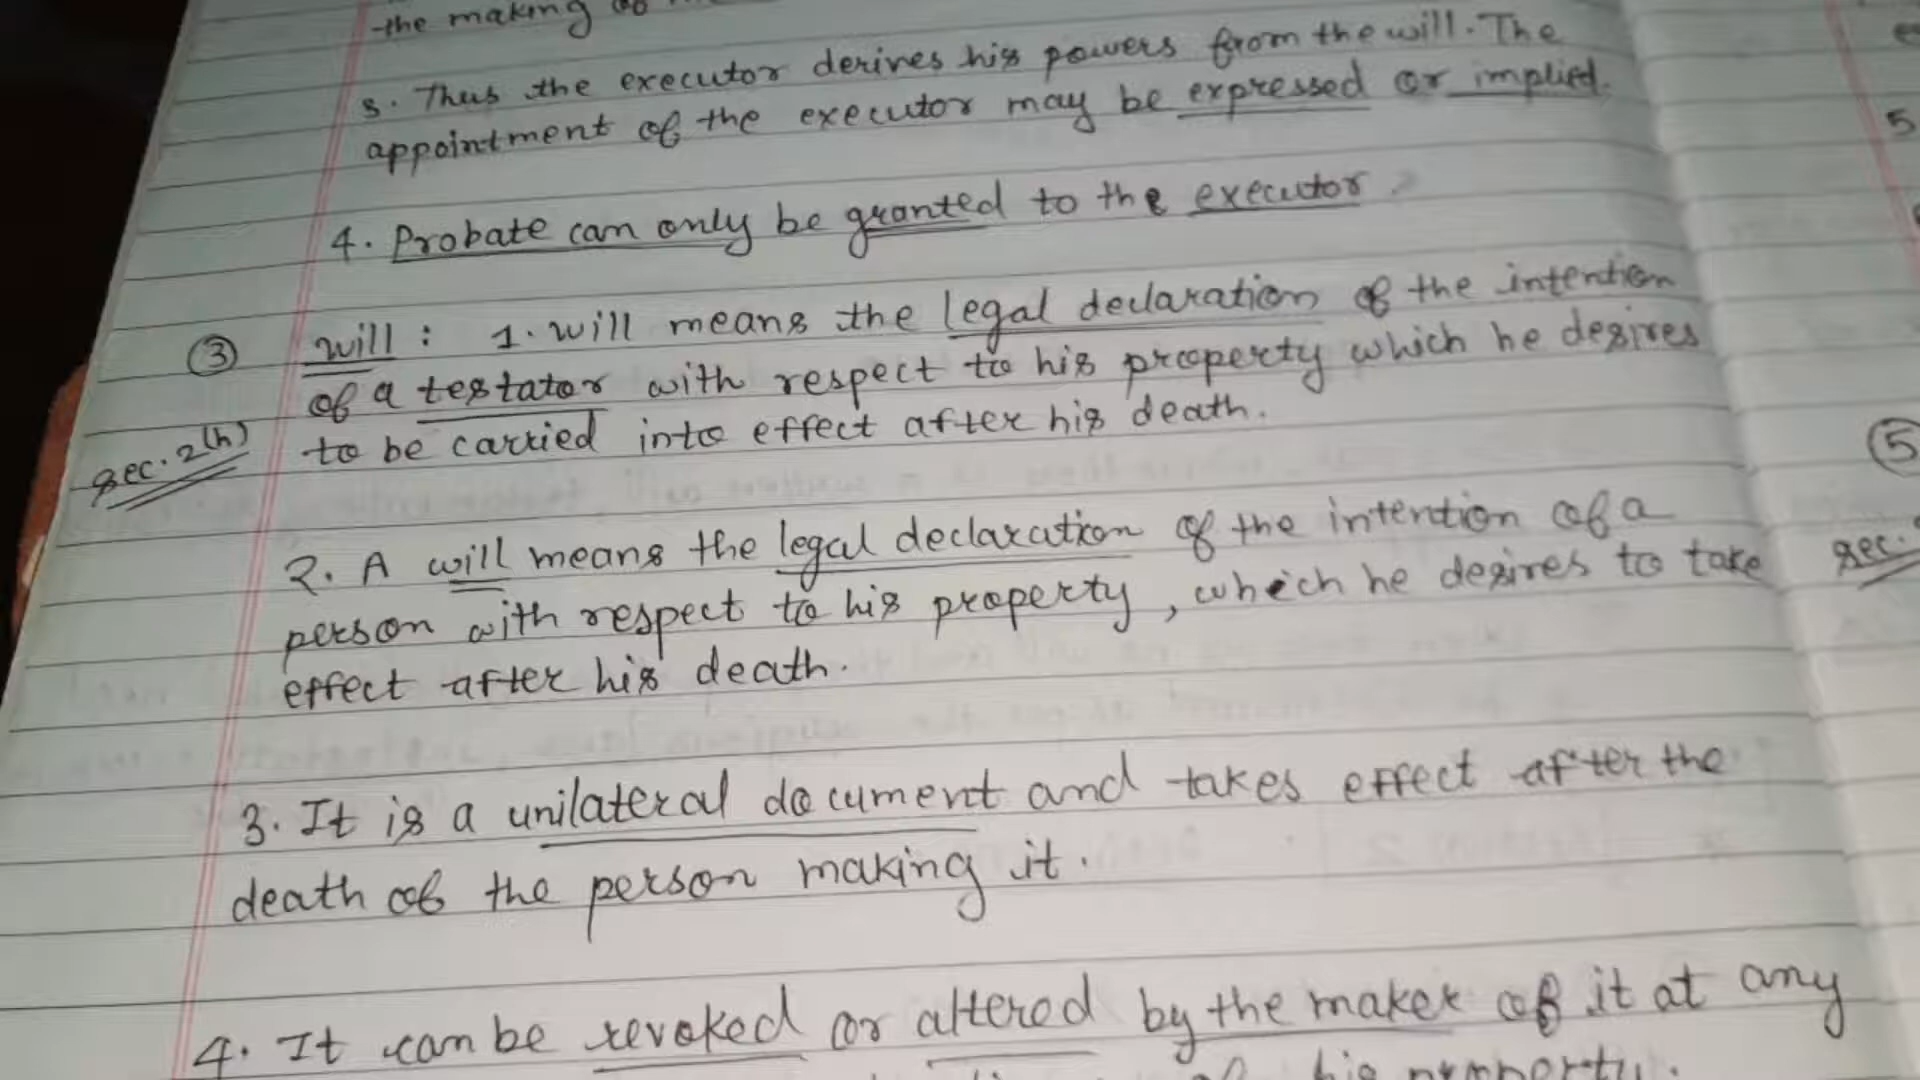 the making
3. Thus the executor derives his powers from the will. The
appointment of the executor may be expressed or implied.
4. Probate can only be granted to the executor.
③ will : 1. will means the legal declaration of the intention
of a testator with respect to his property which he desires
to be carried into effect after his death.
sec. 2(h)
2. A will means the legal declaration of the intention of a
person with respect to his property, which he desires to take
effect after his death.
3. It is a unilateral document and takes effect after the
death of the person making it.
4. It can be revoked or altered by the maker of it at any
his property.
5
⑤
sec.